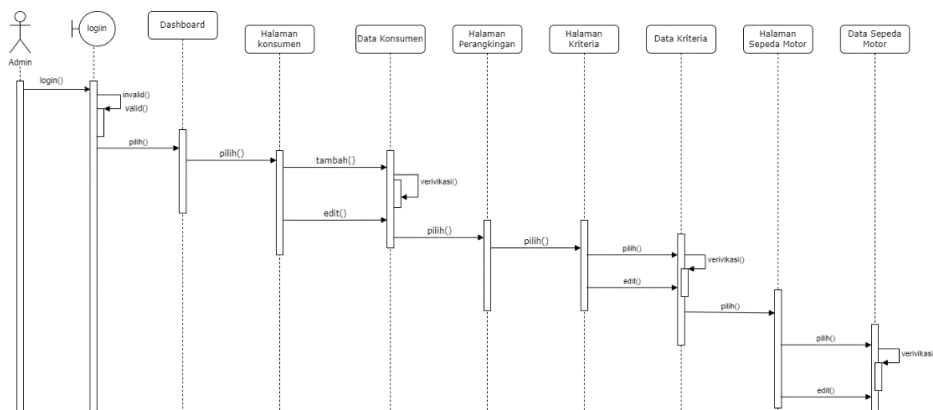 logiin
Dashboard
Halaman
konsumen
Data Konsumen
Halaman
Perangkingan
Halaman
Kriteria
Data Kriteria
Halaman
Sepeda Motor
Data Sepeda
Motor
Admin
login()
invalid()
valid()
pilih()
pilih()
tambah()
verivikasi()
edit()
pilih()
pilih()
pilih()
verivikasi()
edit()
pilih()
pilih()
verivikasi
edit()